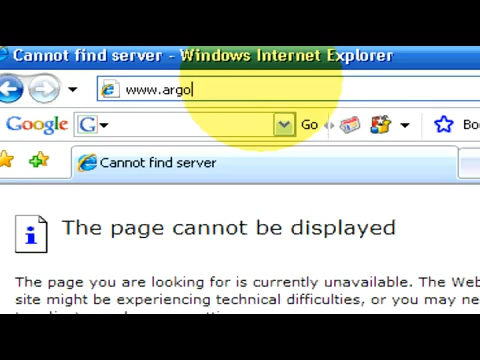 Cannot find server - Windows Internet Explorer
www.argo
Google G Go Boo
Cannot find server
The page cannot be displayed
The page you are looking for is currently unavailable. The Web
site might be experiencing technical difficulties, or you may ne